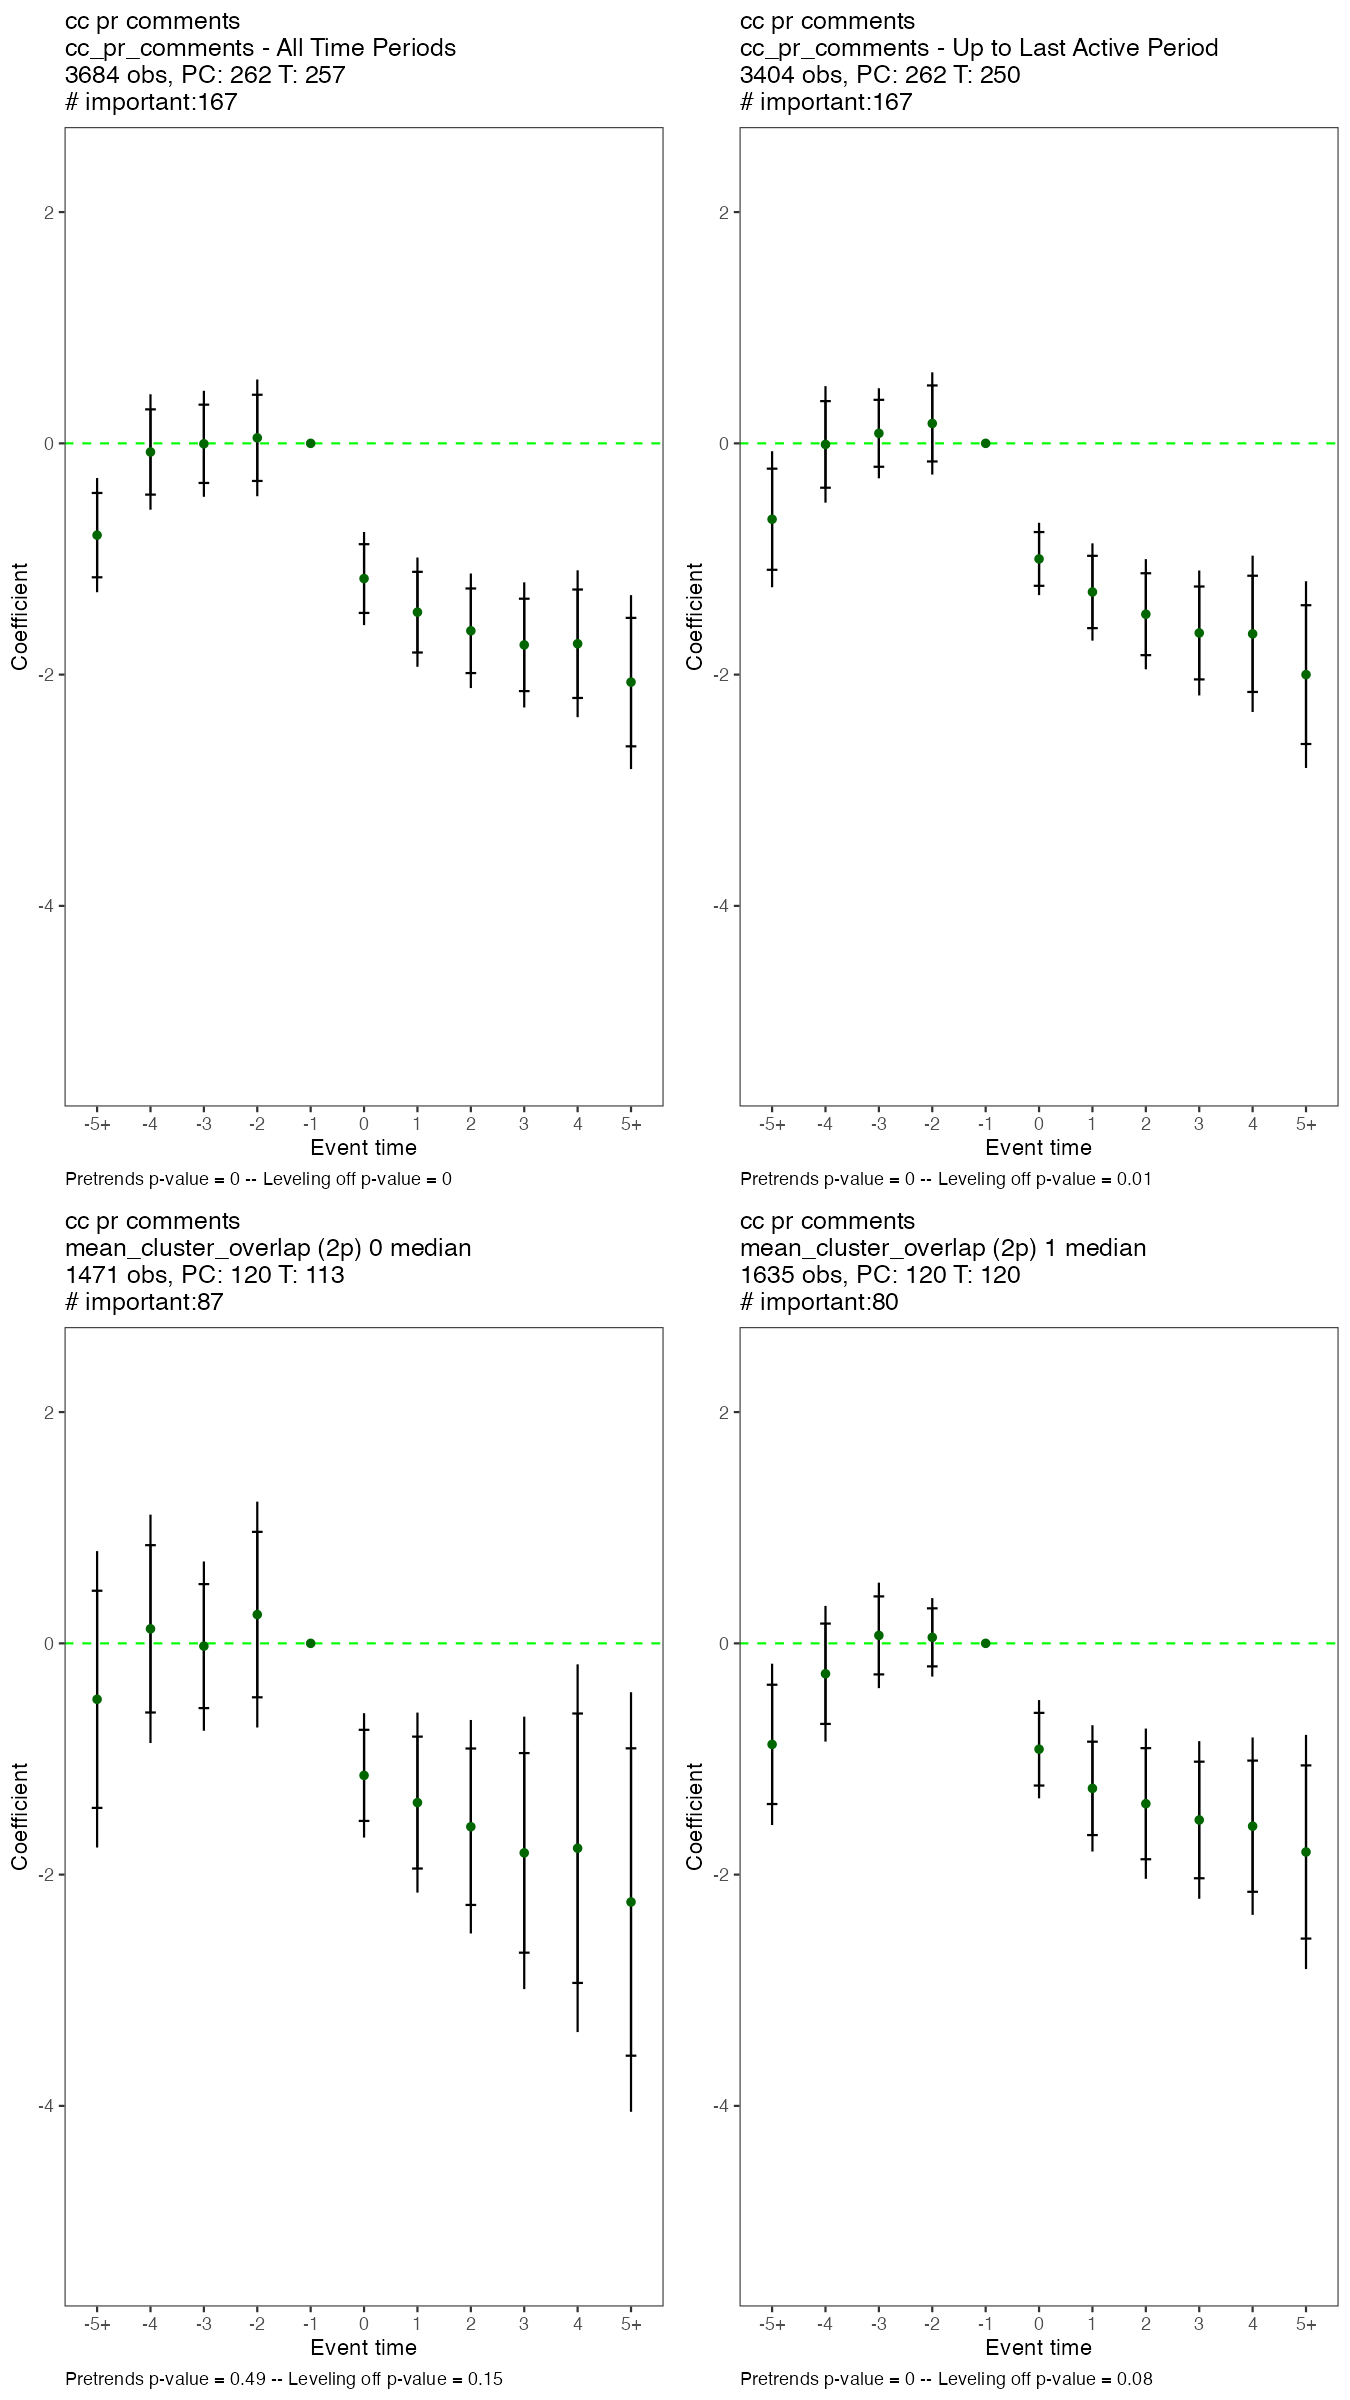 cc pr comments
cc_pr_comments - All Time Periods
3684 obs, PC: 262 T: 257
# important:167
2
0
-2
-4
Coefficient
-5+ -4 -3 -2 -1 0 1 2 3 4 5+
Event time
Pretrends p-value = 0 -- Leveling off p-value = 0
cc pr comments
cc_pr_comments - Up to Last Active Period
3404 obs, PC: 262 T: 250
# important:167
2
0
-2
-4
Coefficient
-5+ -4 -3 -2 -1 0 1 2 3 4 5+
Event time
Pretrends p-value = 0 -- Leveling off p-value = 0.01
cc pr comments
mean_cluster_overlap (2p) 0 median
1471 obs, PC: 120 T: 113
# important:87
2
0
-2
-4
Coefficient
-5+ -4 -3 -2 -1 0 1 2 3 4 5+
Event time
Pretrends p-value = 0.49 -- Leveling off p-value = 0.15
cc pr comments
mean_cluster_overlap (2p) 1 median
1635 obs, PC: 120 T: 120
# important:80
2
0
-2
-4
Coefficient
-5+ -4 -3 -2 -1 0 1 2 3 4 5+
Event time
Pretrends p-value = 0 -- Leveling off p-value = 0.08